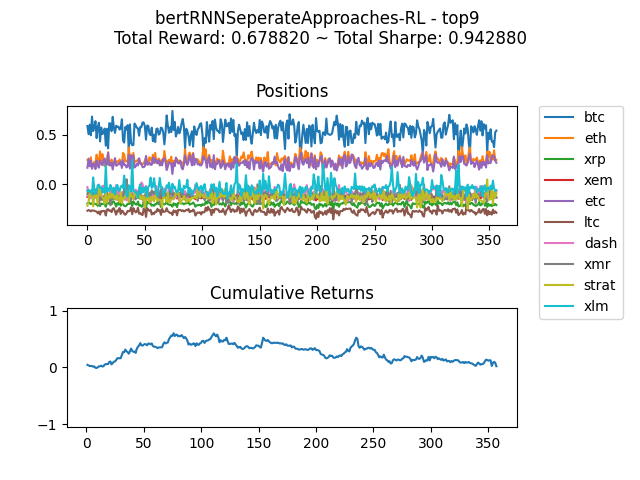 bertRNNSeperateApproaches-RL - top9
Total Reward: 0.678820 ~ Total Sharpe: 0.942880
Positions
0.5
0.0
0 50 100 150 200 250 300 350
btc
eth
xrp
xem
etc
ltc
dash
xmr
strat
xlm
Cumulative Returns
1
0
−1
0 50 100 150 200 250 300 350